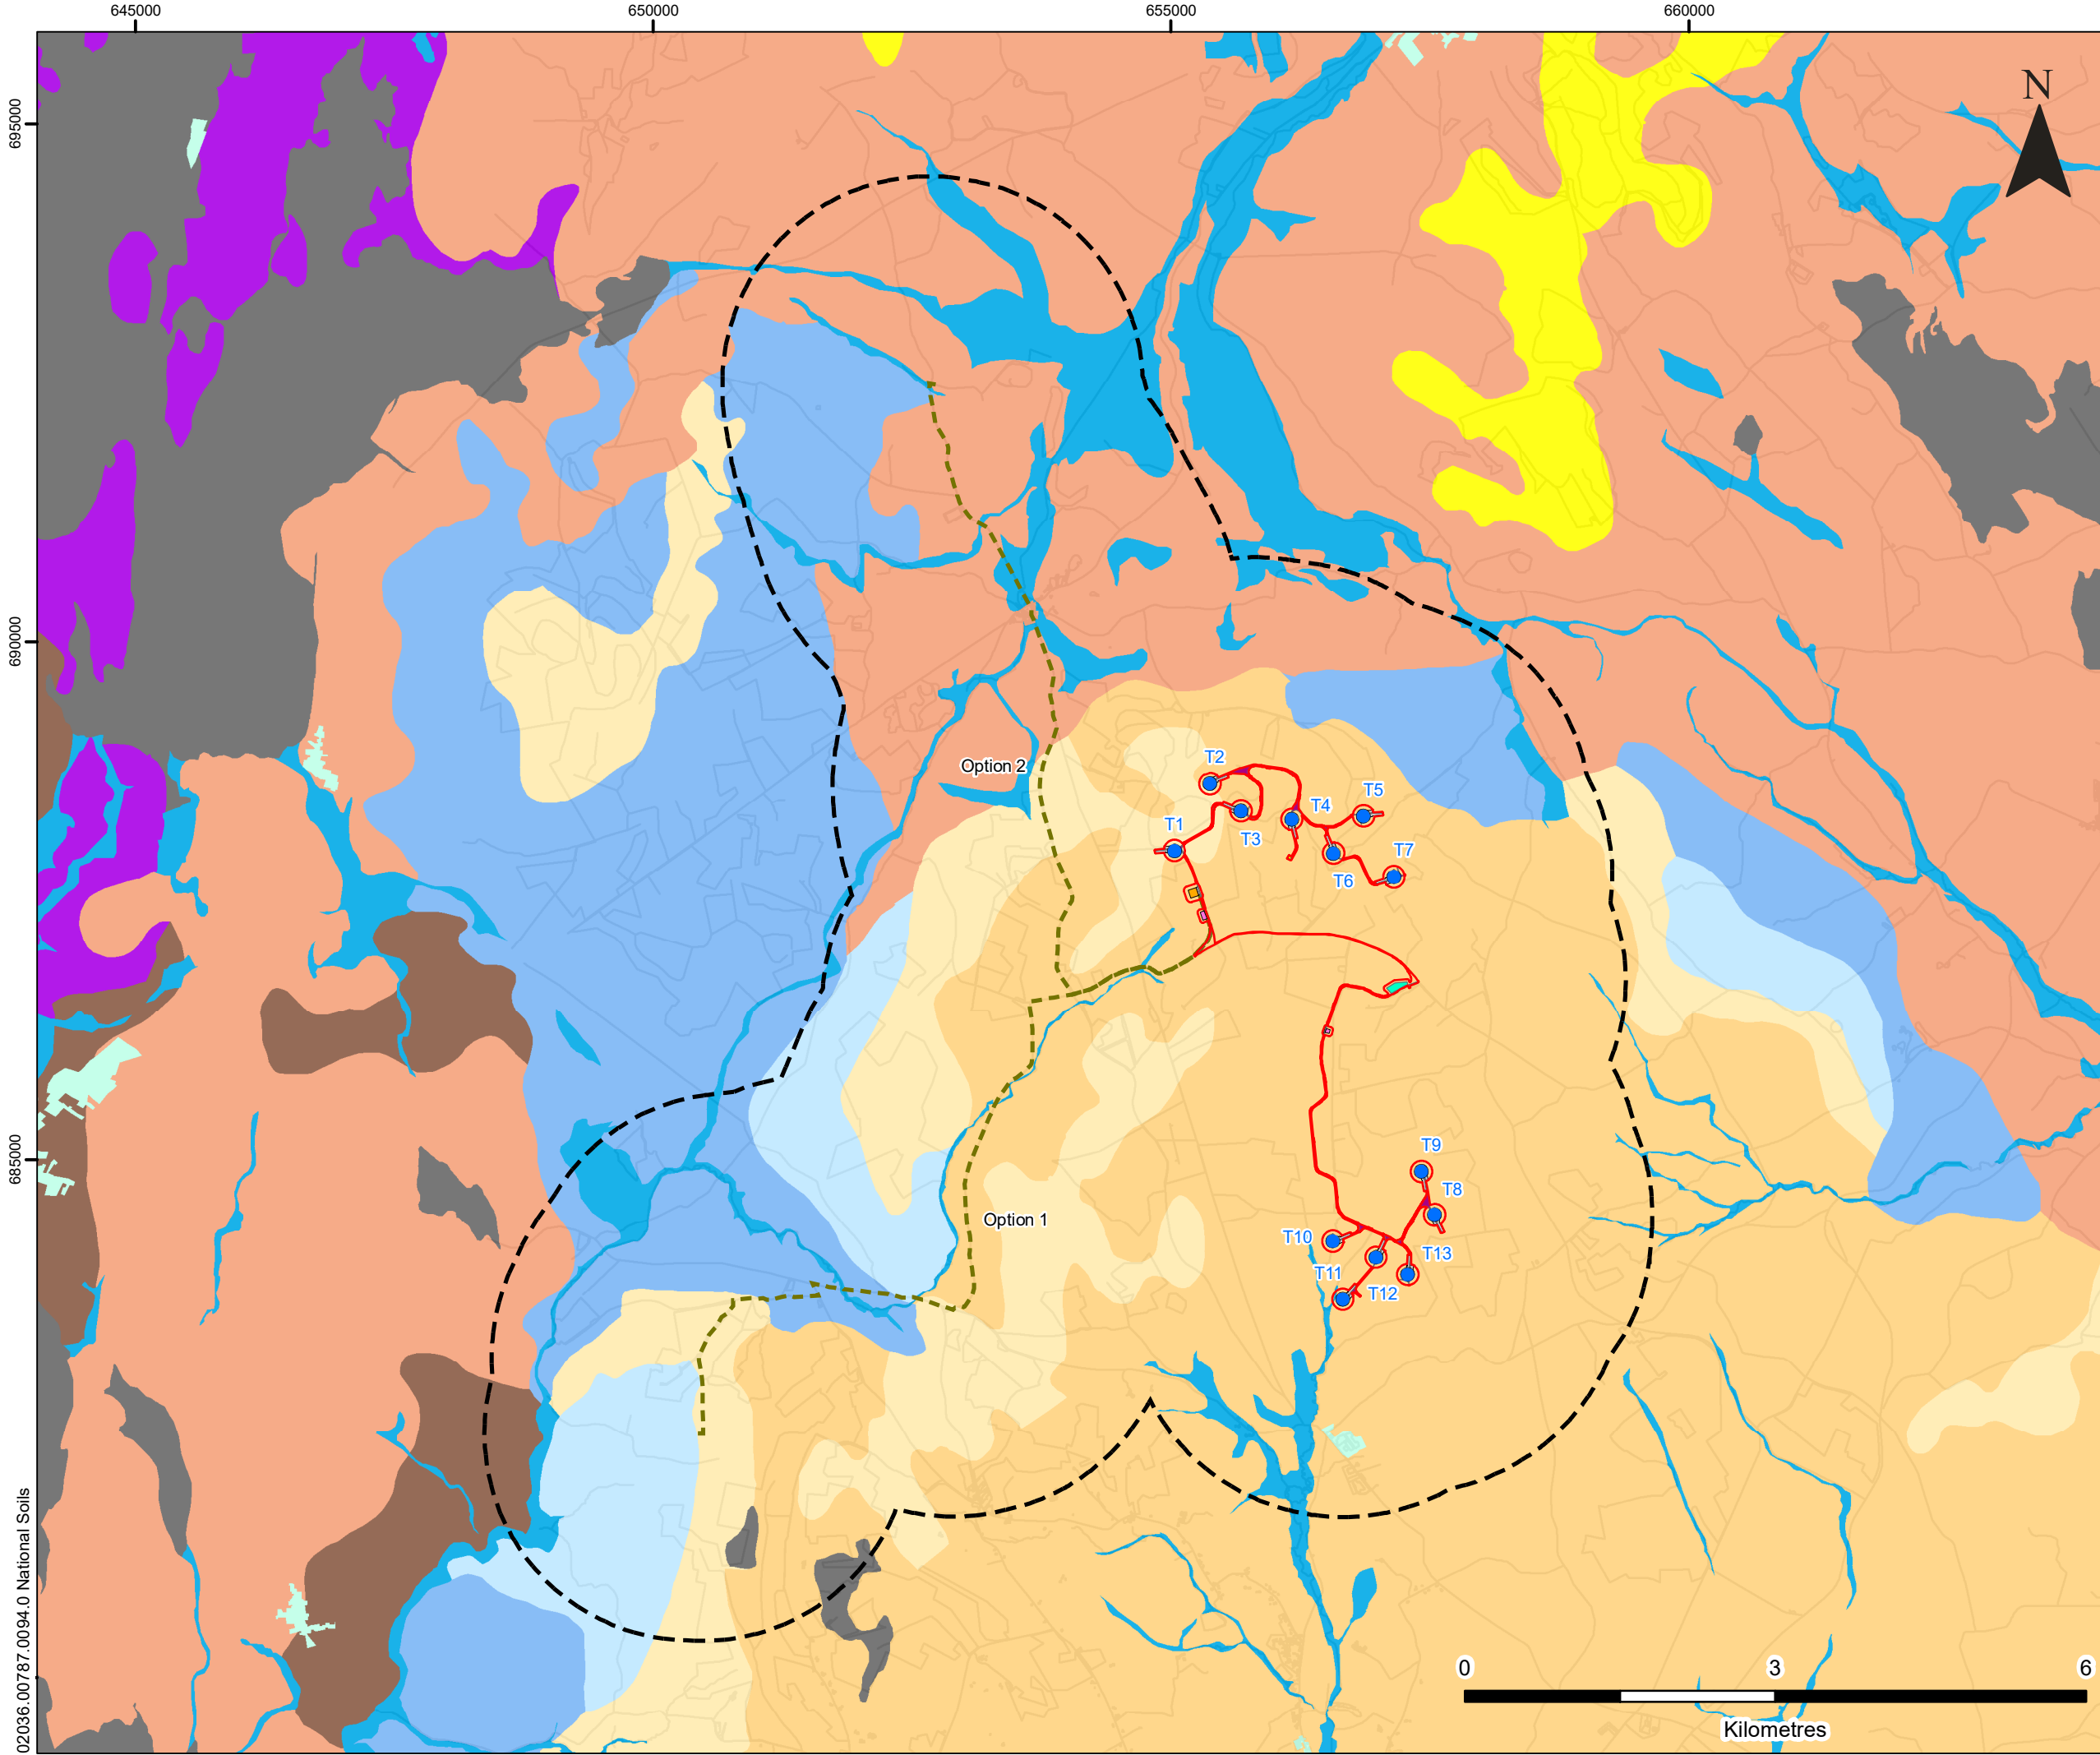 645000
650000
655000
660000
695000
690000
685000
N
Option 2
T2
T1
T3
T4
T5
T6
T7
Option 1
T9
T8
T10
T11
T12
T13
0
3
6
Kilometres
02036.00787.0094.0 National Soils